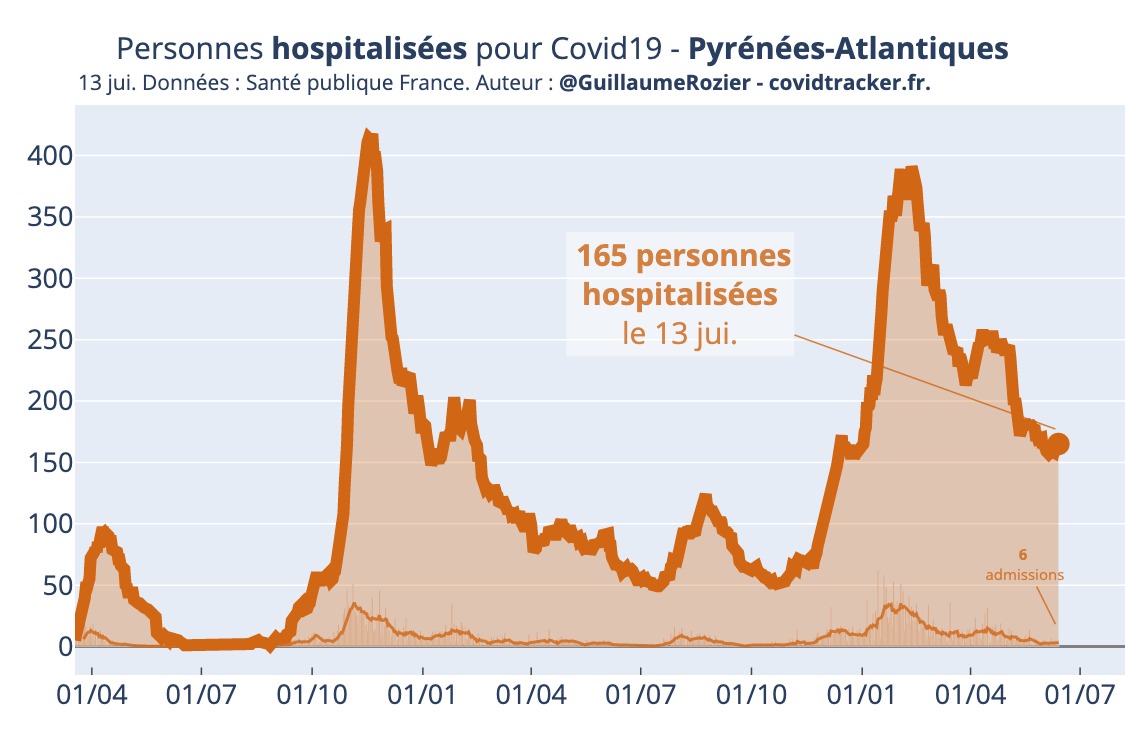 Personnes hospitalisées pour Covid19 - Pyrénées-Atlantiques
13 jui. Données : Santé publique France. Auteur : @GuillaumeRozier - covidtracker.fr.
400
350
300
250
200
150
100
50
0
165 personnes
hospitalisées
le 13 jui.
6
admissions
01/04 01/07 01/10 01/01 01/04 01/07 01/10 01/01 01/04 01/07